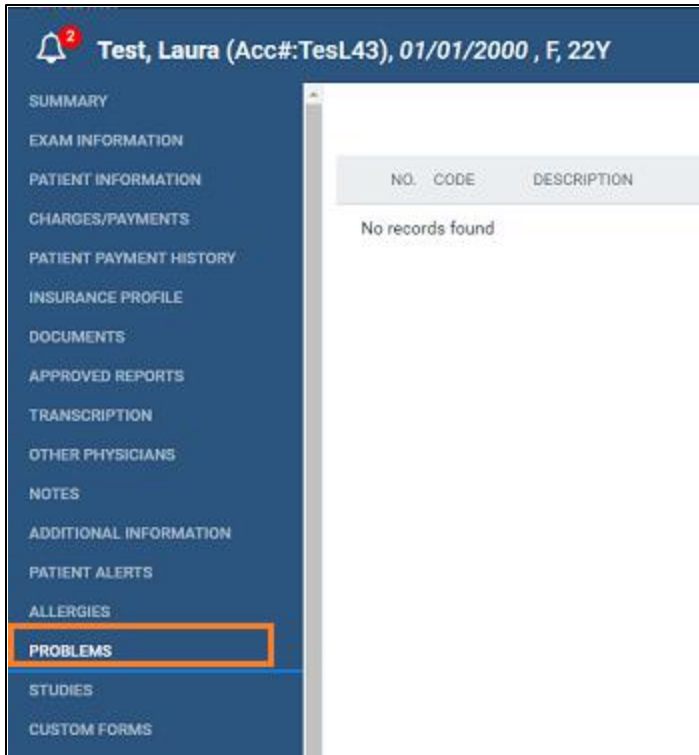 2
Test, Laura (Acc#:TesL43), 01/01/2000 , F, 22Y
SUMMARY
EXAM INFORMATION
PATIENT INFORMATION
CHARGES/PAYMENTS
PATIENT PAYMENT HISTORY
INSURANCE PROFILE
DOCUMENTS
APPROVED REPORTS
TRANSCRIPTION
OTHER PHYSICIANS
NOTES
ADDITIONAL INFORMATION
PATIENT ALERTS
ALLERGIES
PROBLEMS
STUDIES
CUSTOM FORMS
NO. CODE DESCRIPTION
No records found